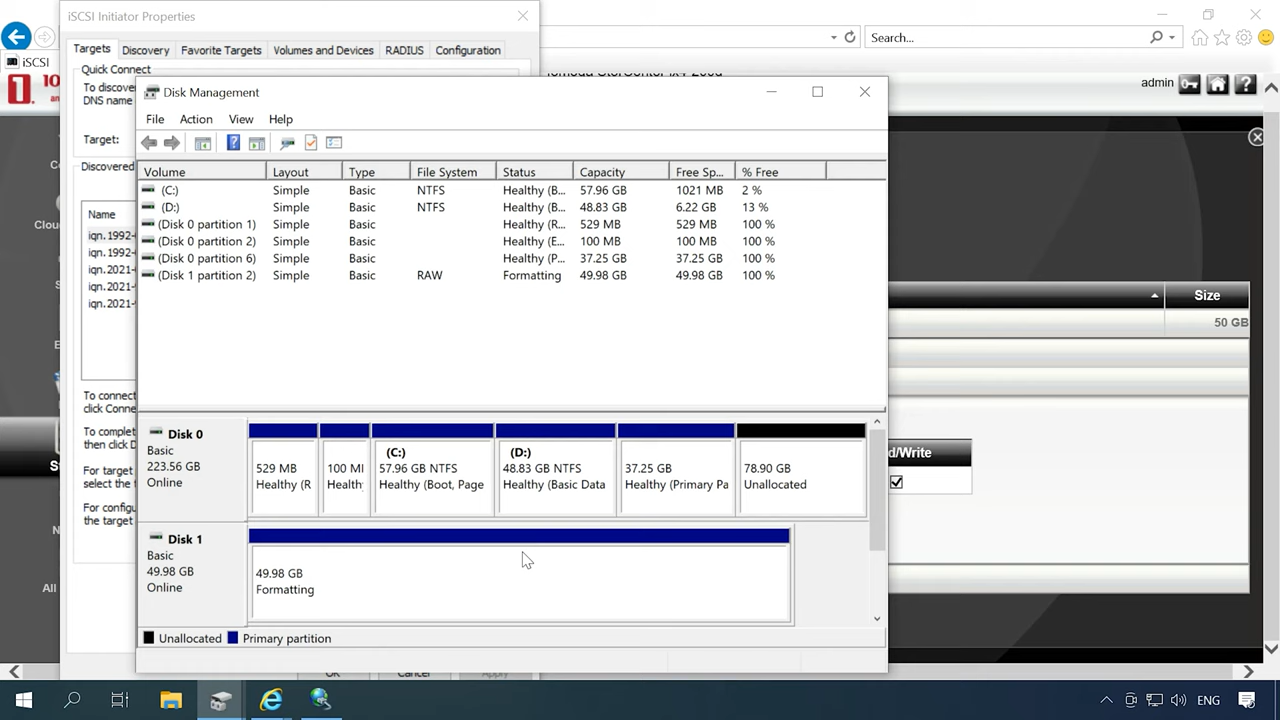 iSCSI Initiator Properties
Targets Discovery Favorite Targets Volumes and Devices RADIUS Configuration
Quick Connect
To discove
DNS name
Target:
Discovered
Name
iqn.1992-
iqn.1992-
iqn.2021-
iqn.2021-
iqn.2021-
To connect
click Conne
To complete
then click D
For target
select the t
For configu
the target
OK Cancel Apply
Search...
iSCSI
admin
Size
50 GB
d/Write
Clou
All
St
Disk Management
File Action View Help
Volume Layout Type File System Status Capacity Free Sp... % Free
(C:) Simple Basic NTFS Healthy (B... 57.96 GB 1021 MB 2 %
(D:) Simple Basic NTFS Healthy (B... 48.83 GB 6.22 GB 13 %
(Disk 0 partition 1) Simple Basic Healthy (R... 529 MB 529 MB 100 %
(Disk 0 partition 2) Simple Basic Healthy (E... 100 MB 100 MB 100 %
(Disk 0 partition 6) Simple Basic Healthy (P... 37.25 GB 37.25 GB 100 %
(Disk 1 partition 2) Simple Basic RAW Formatting 49.98 GB 49.98 GB 100 %
Disk 0
Basic
223.56 GB
Online
529 MB
Healthy (R
100 MI
Healthy
(C:)
57.96 GB NTFS
Healthy (Boot, Page
(D:)
48.83 GB NTFS
Healthy (Basic Data
37.25 GB
Healthy (Primary Pa
78.90 GB
Unallocated
Disk 1
Basic
49.98 GB
Online
49.98 GB
Formatting
Unallocated Primary partition
ENG